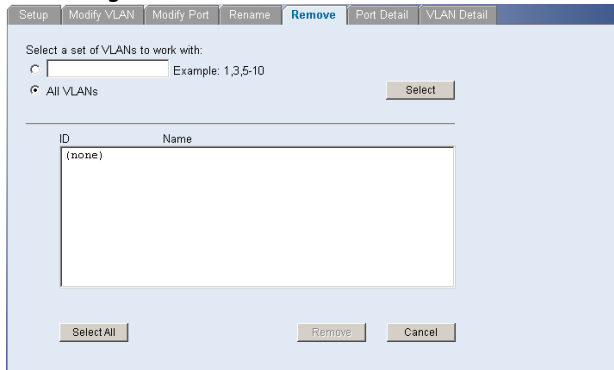 Setup Modify VLAN Modify Port Rename Remove Port Detail VLAN Detail
Select a set of VLANs to work with:
Example: 1,3,5-10
All VLANs Select
ID Name
(none)
Select All Remove Cancel